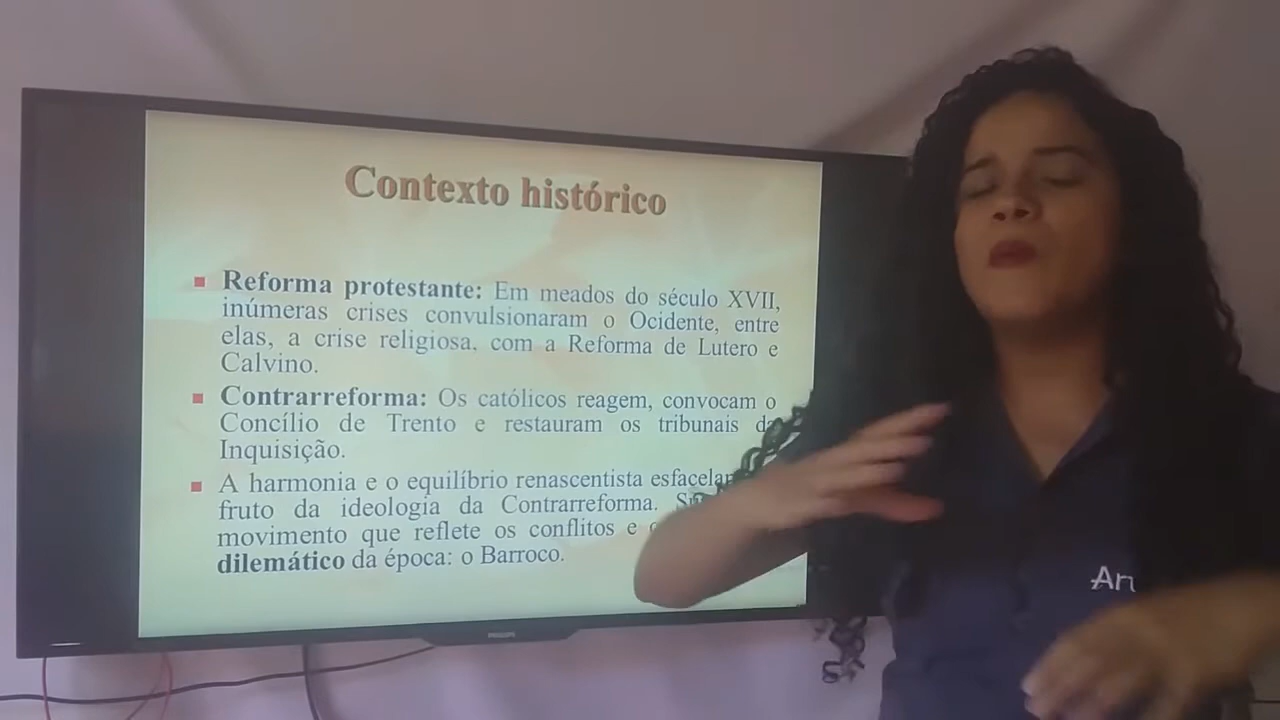 Contexto histórico
Reforma protestante: Em meados do século XVII,
inúmeras crises convulsionaram o Ocidente, entre
elas, a crise religiosa, com a Reforma de Lutero e
Calvino.
Contrarreforma: Os católicos reagem, convocam o
Concílio de Trento e restauram os tribunais da
Inquisição.
A harmonia e o equilíbrio renascentista
fruto da ideologia da Contrarreforma.
movimento que reflete os conflitos e
dilemático da época: o Barroco.
PHILIPS